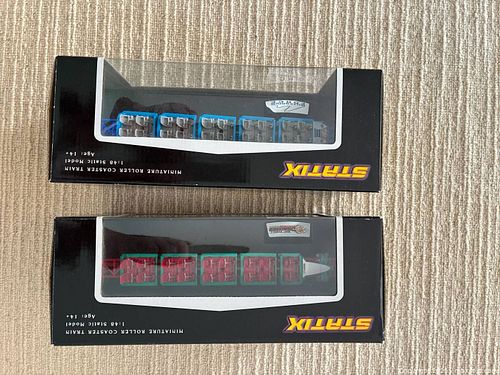 STATIX
MINIATURE ROLLER COASTER TRAIN
1:48 Static Model
Age: 14+
STATIX
MINIATURE ROLLER COASTER TRAIN
1:48 Static Model
Age: 14+